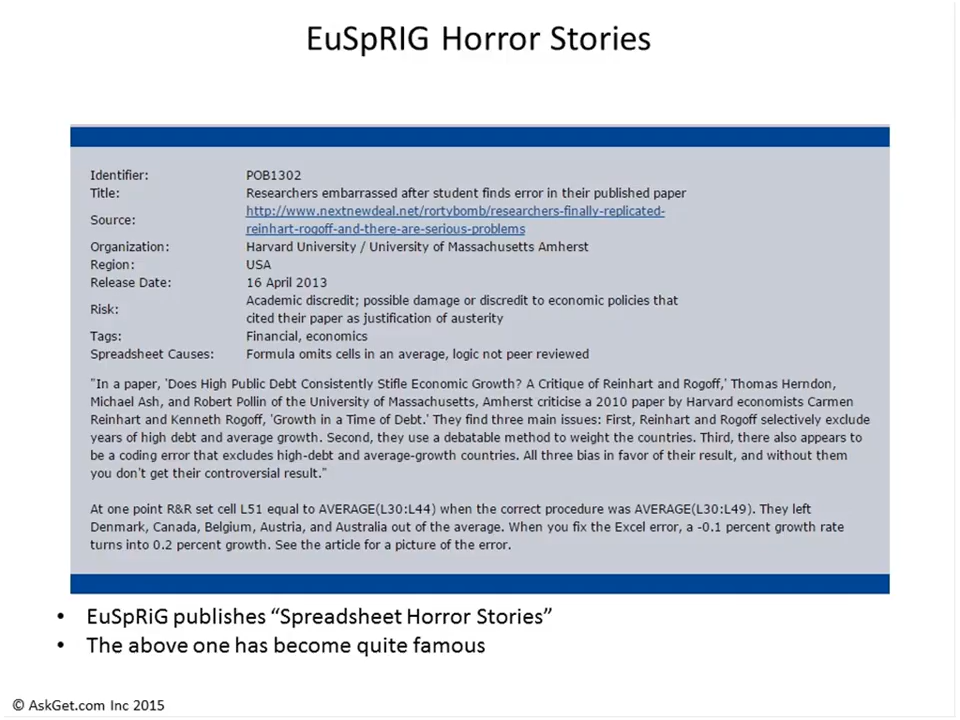 EuSpRIG Horror Stories
Identifier: POB1302
Title: Researchers embarrassed after student finds error in their published paper
Source: http://www.nextnewdeal.net/rortybomb/researchers-finally-replicated-
reinhart-rogoff-and-there-are-serious-problems
Organization: Harvard University / University of Massachusetts Amherst
Region: USA
Release Date: 16 April 2013
Risk: Academic discredit; possible damage or discredit to economic policies that
cited their paper as justification of austerity
Tags: Financial, economics
Spreadsheet Causes: Formula omits cells in an average, logic not peer reviewed
"In a paper, 'Does High Public Debt Consistently Stifle Economic Growth? A Critique of Reinhart and Rogoff,' Thomas Herndon,
Michael Ash, and Robert Pollin of the University of Massachusetts, Amherst criticise a 2010 paper by Harvard economists Carmen
Reinhart and Kenneth Rogoff, 'Growth in a Time of Debt.' They find three main issues: First, Reinhart and Rogoff selectively exclude
years of high debt and average growth. Second, they use a debatable method to weight the countries. Third, there also appears to
be a coding error that excludes high-debt and average-growth countries. All three bias in favor of their result, and without them
you don't get their controversial result."
At one point R&R set cell L51 equal to AVERAGE(L30:L44) when the correct procedure was AVERAGE(L30:L49). They left
Denmark, Canada, Belgium, Austria, and Australia out of the average. When you fix the Excel error, a -0.1 percent growth rate
turns into 0.2 percent growth. See the article for a picture of the error.
• EuSpRiG publishes “Spreadsheet Horror Stories”
• The above one has become quite famous
© AskGet.com Inc 2015